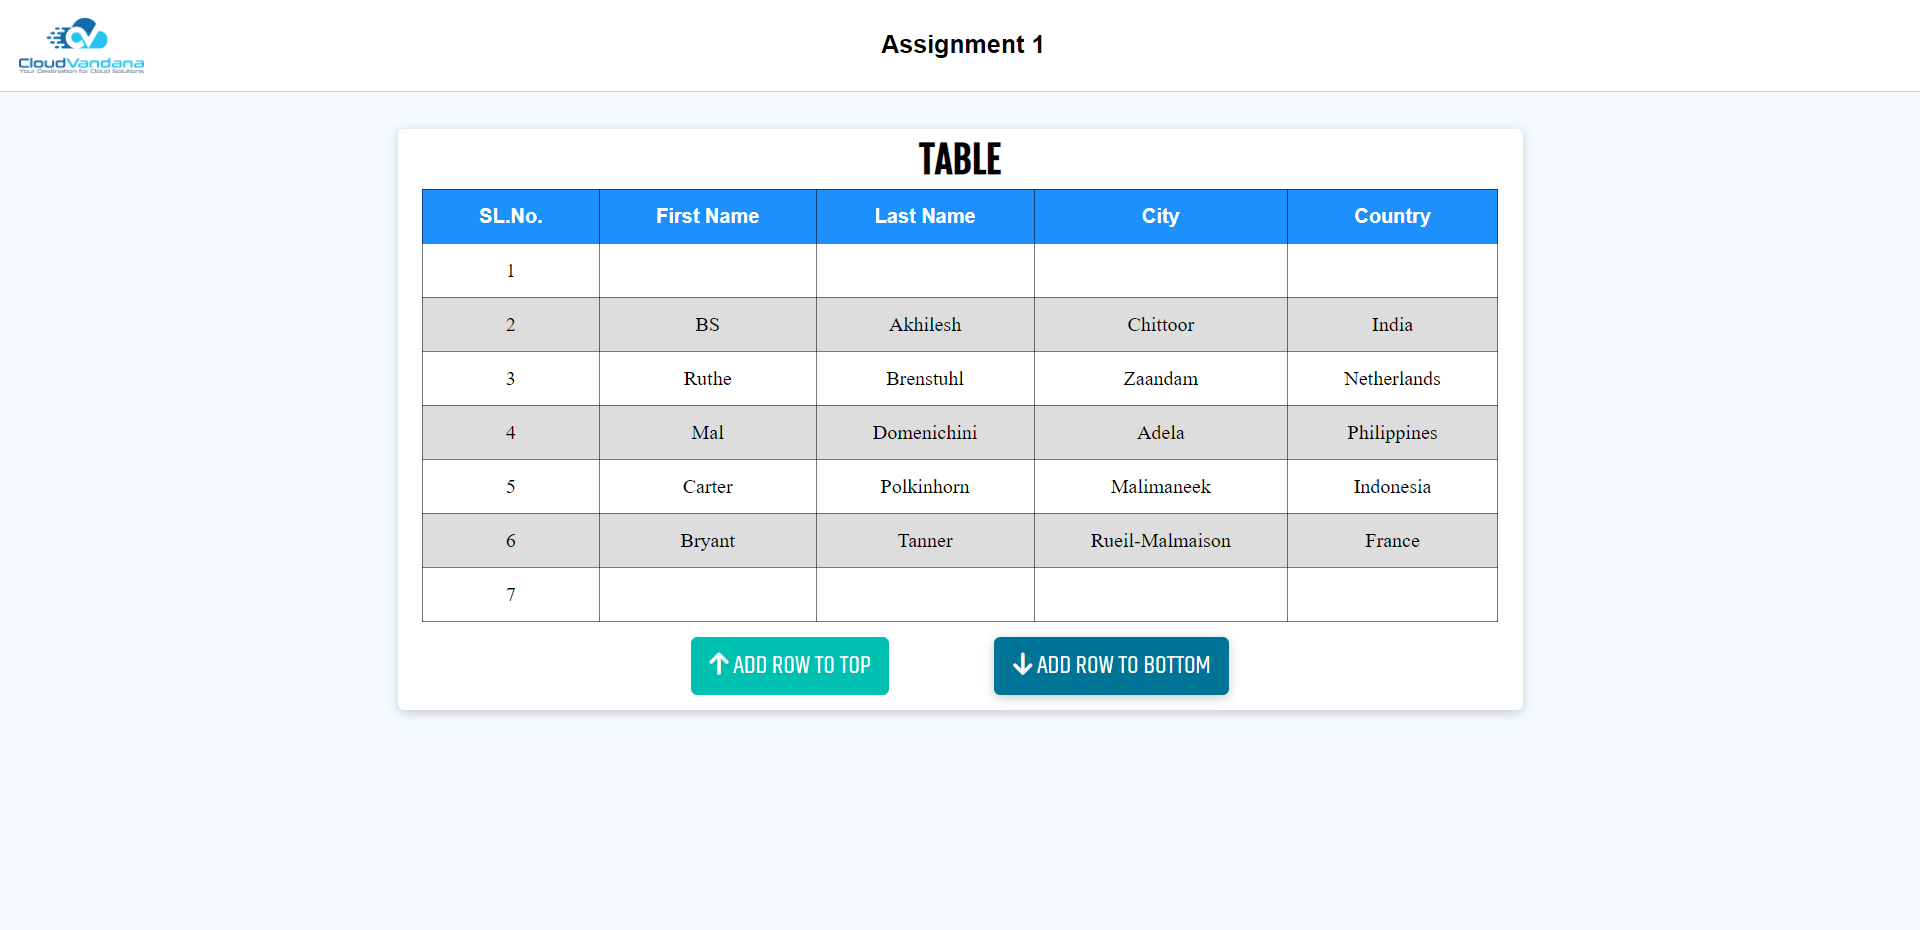 CloudVandana
Your Destination for Cloud Solutions
Assignment 1
TABLE
SL.No. First Name Last Name City Country
1
2 BS Akhilesh Chittoor India
3 Ruthe Brenstuhl Zaandam Netherlands
4 Mal Domenichini Adela Philippines
5 Carter Polkinhorn Malimaneek Indonesia
6 Bryant Tanner Rueil-Malmaison France
7
ADD ROW TO TOP ADD ROW TO BOTTOM